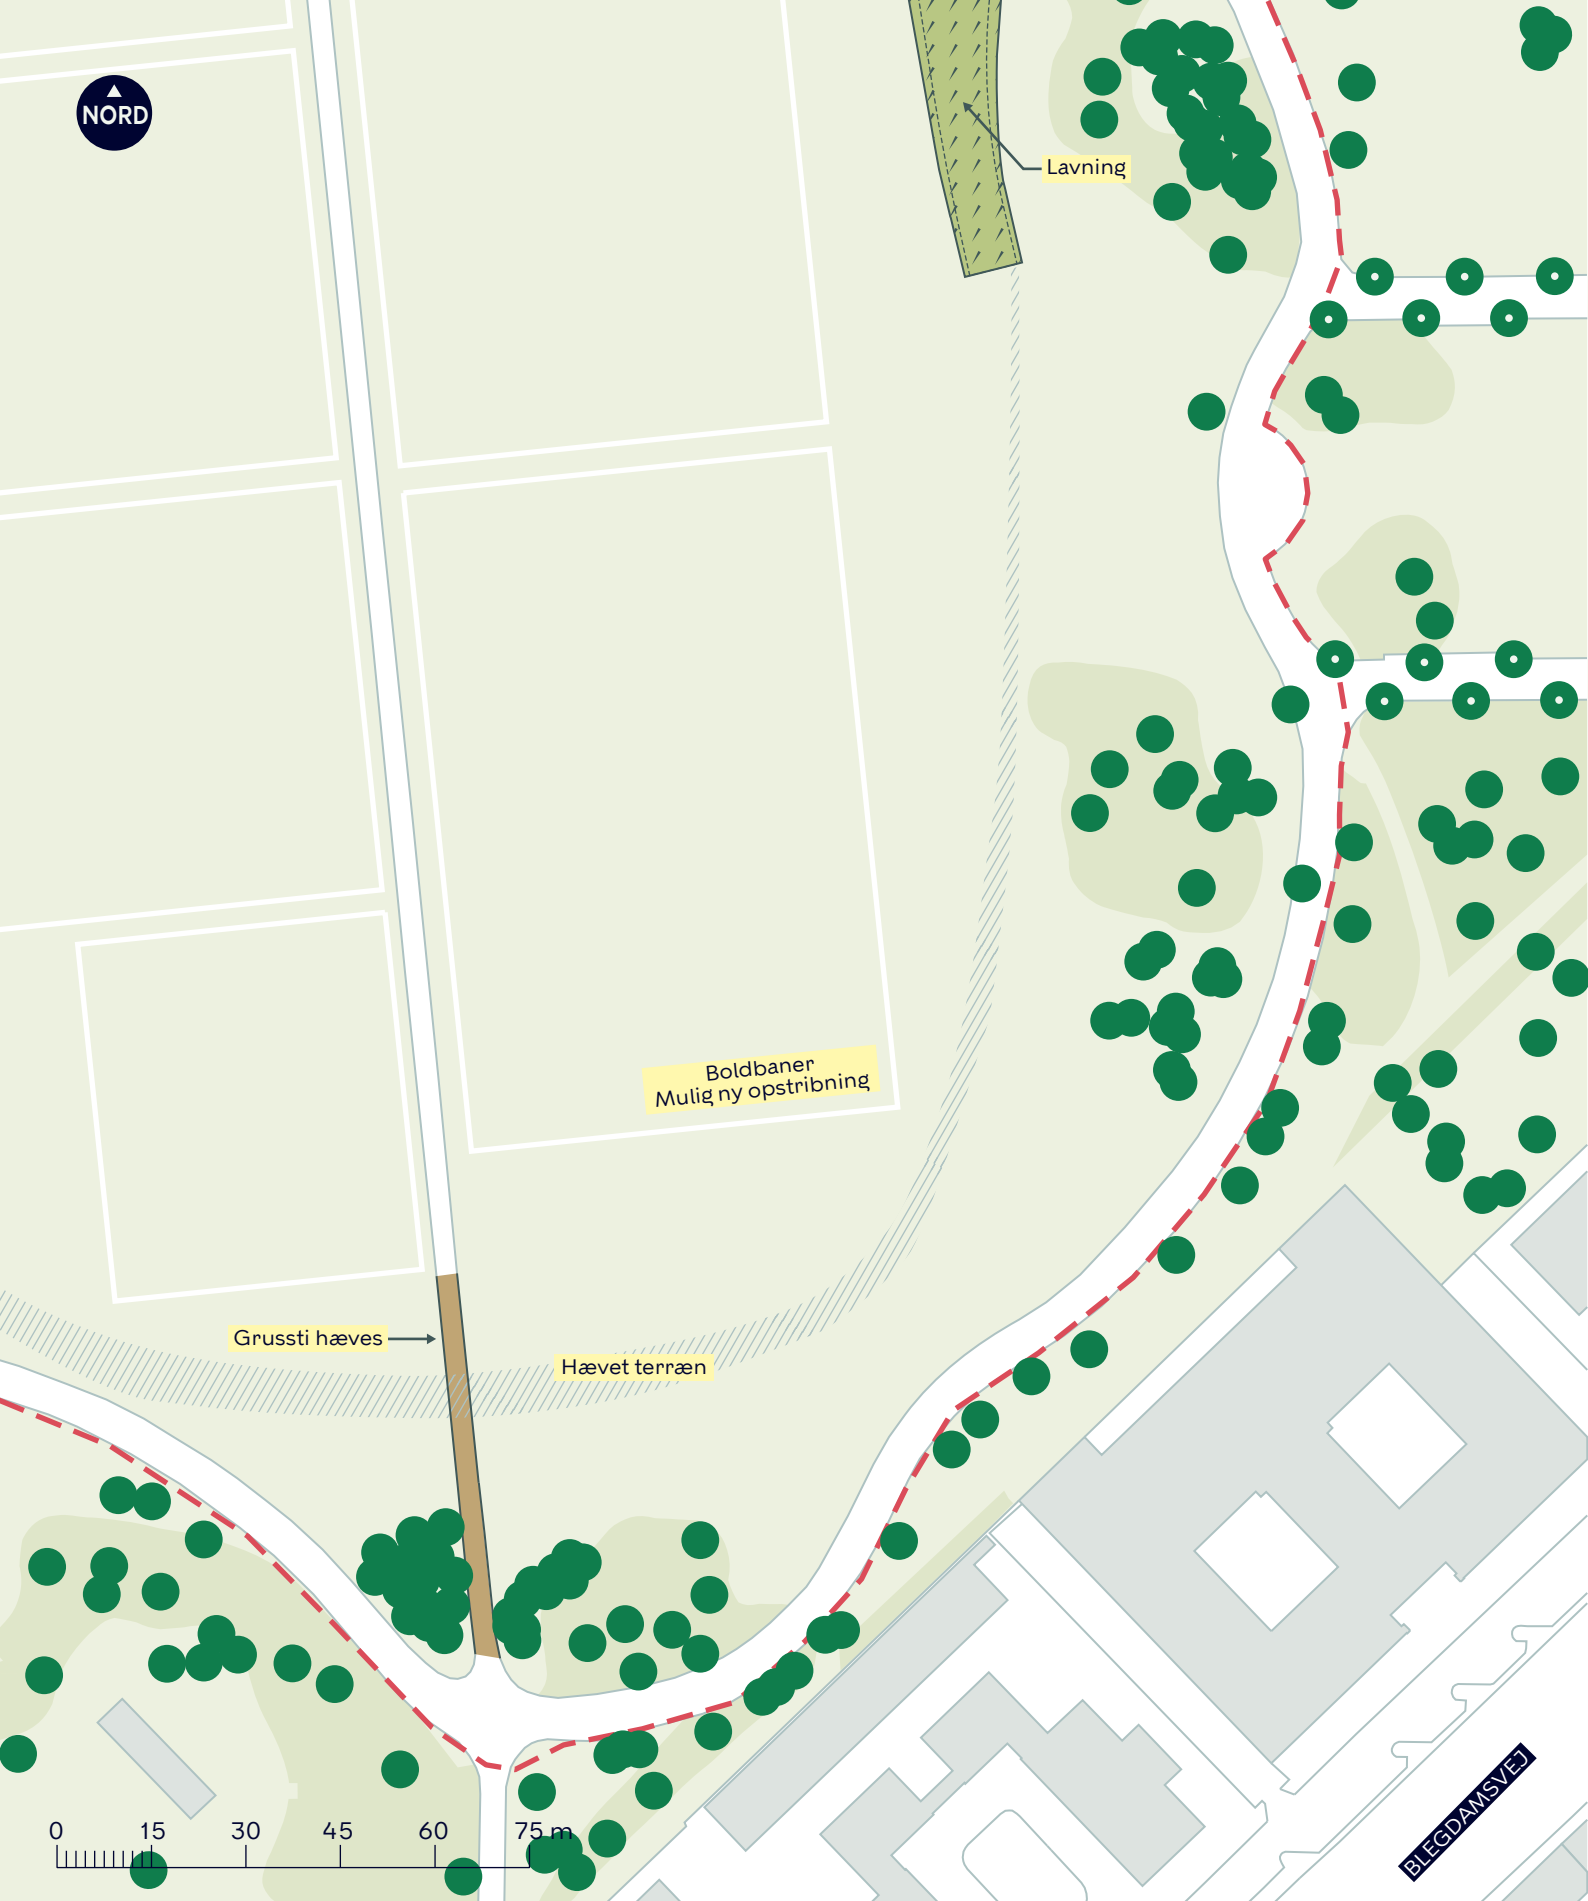 NORD
Lavning
Boldbaner
Mulig ny opstribning
Grussti hæves
Hævet terræn
0 15 30 45 60 75 m
BLEGDAMSVEJ